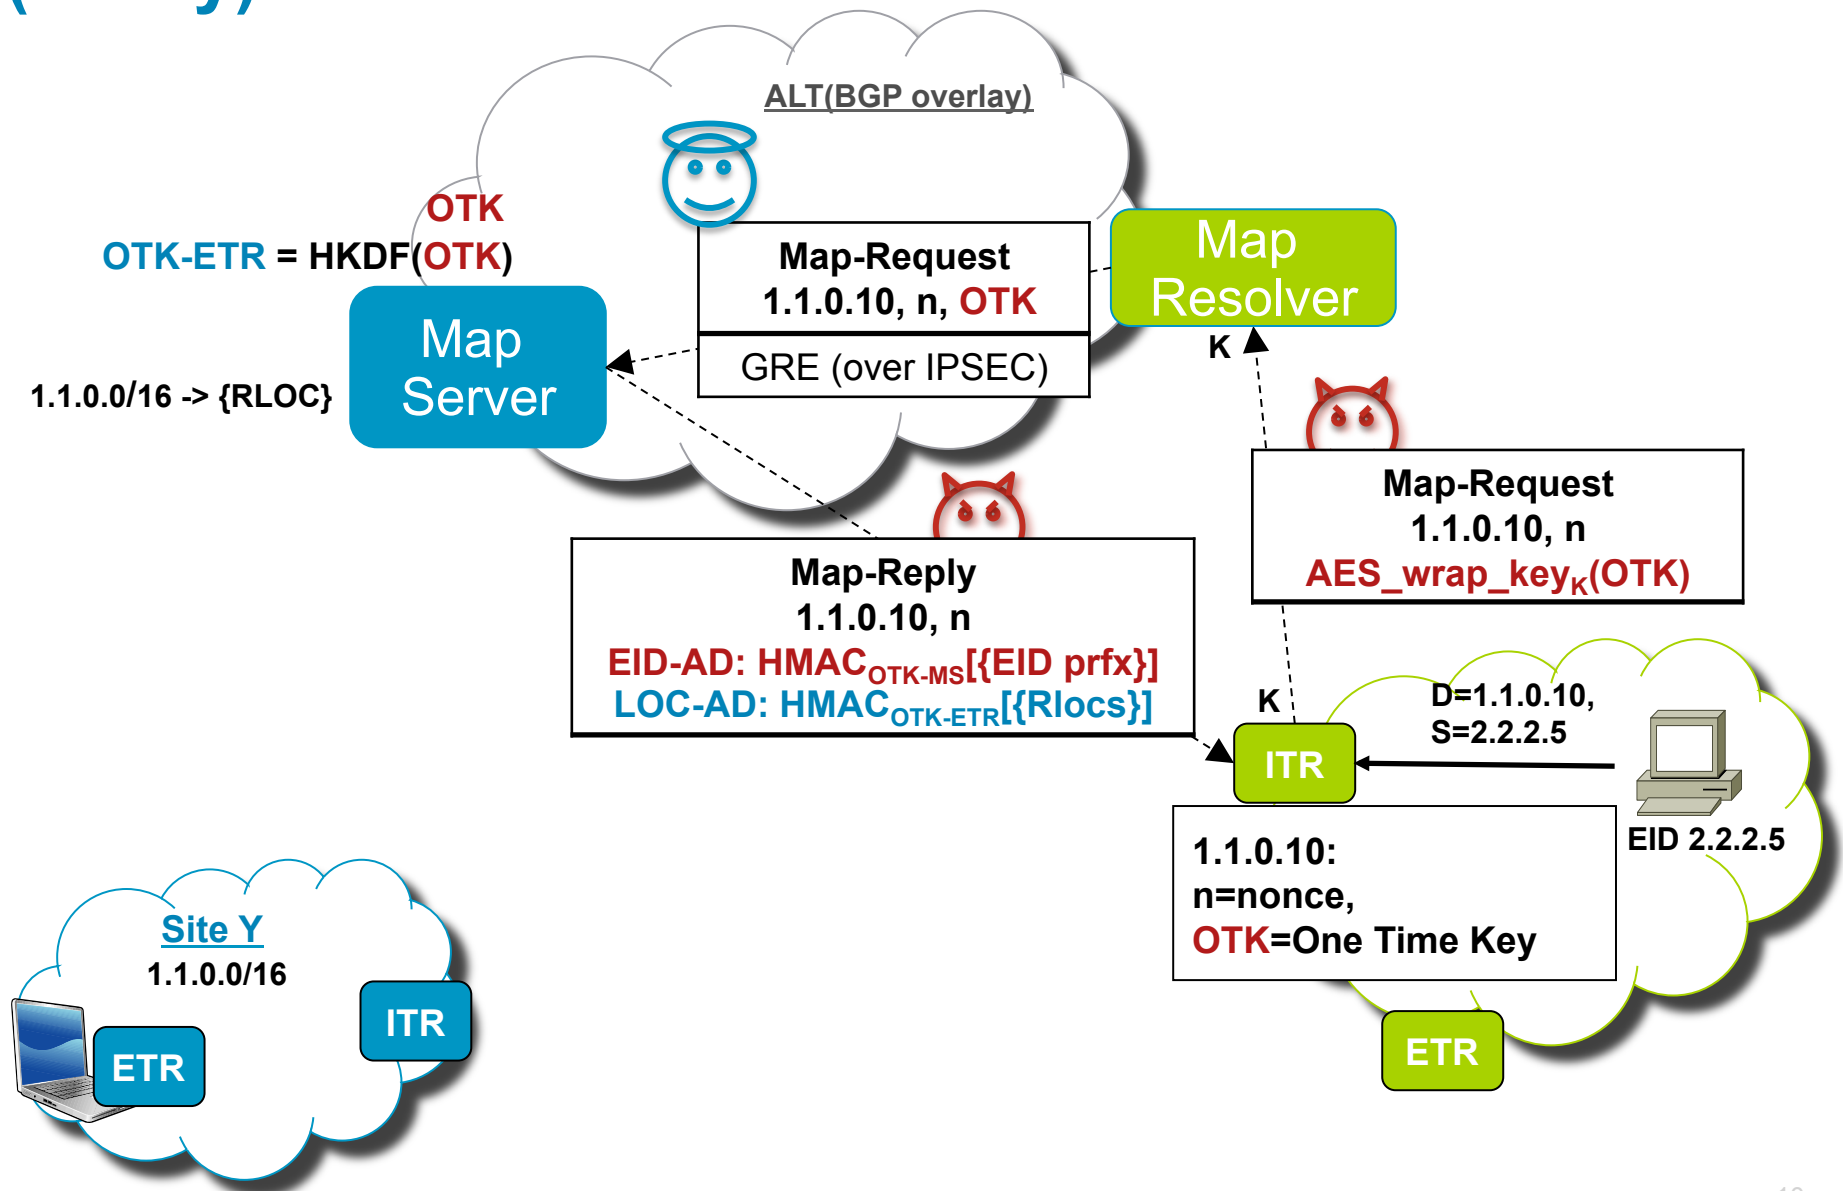 ALT(BGP overlay)
OTK
OTK-ETR = HKDF(OTK)
Map
Server
1.1.0.0/16 -> {RLOC}
Map-Request
1.1.0.10, n, OTK
GRE (over IPSEC)
Map
Resolver
K
Map-Request
1.1.0.10, n
AES_wrap_keyK(OTK)
Map-Reply
1.1.0.10, n
EID-AD: HMACOTK-MS[{EID prfx}]
LOC-AD: HMACOTK-ETR[{Rlocs}]
K
D=1.1.0.10,
S=2.2.2.5
ITR
EID 2.2.2.5
1.1.0.10:
n=nonce,
OTK=One Time Key
ETR
Site Y
1.1.0.0/16
ITR
ETR